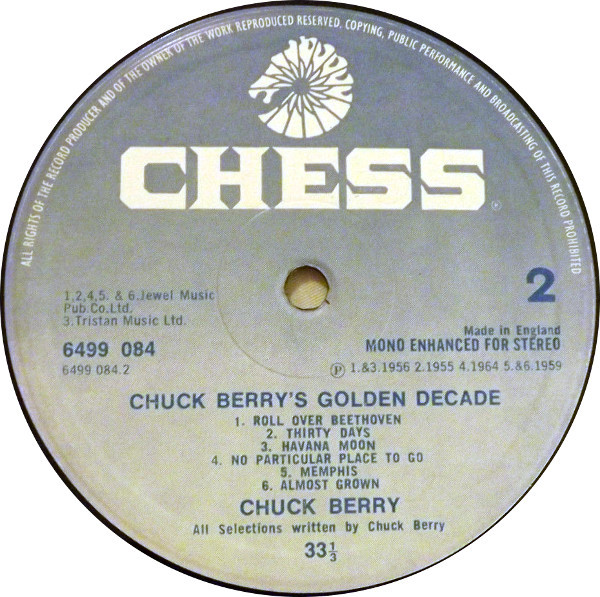 ALL RIGHTS OF THE RECORD PRODUCER AND OF THE OWNER OF THE WORK REPRODUCED RESERVED. COPYING, PUBLIC PERFORMANCE AND BROADCASTING OF THIS RECORD PROHIBITED
CHESS®
2
1,2,4,5. & 6.Jewel Music
Pub.Co.Ltd.
3.Tristan Music Ltd.
6499 084
6499 084.2
Made in England
MONO ENHANCED FOR STEREO
Ⓟ 1.&3.1956 2.1955 4.1964 5.&6.1959
CHUCK BERRY'S GOLDEN DECADE
1. ROLL OVER BEETHOVEN
2. THIRTY DAYS
3. HAVANA MOON
4. NO PARTICULAR PLACE TO GO
5. MEMPHIS
6. ALMOST GROWN
CHUCK BERRY
All Selections written by Chuck Berry
33⅓